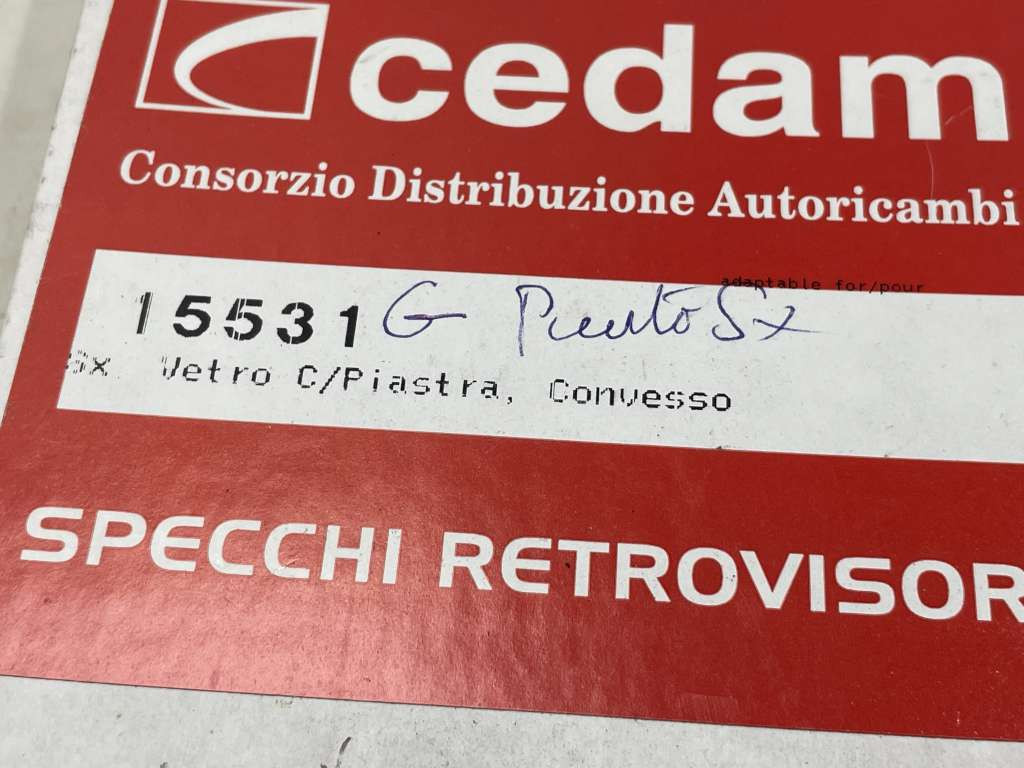 cedam
Consorzio Distribuzione Autoricambi
adaptable for/pour
15531 G Punto Sx
Sx Vetro C/Piastra, Convesso
SPECCHI RETROVISOR